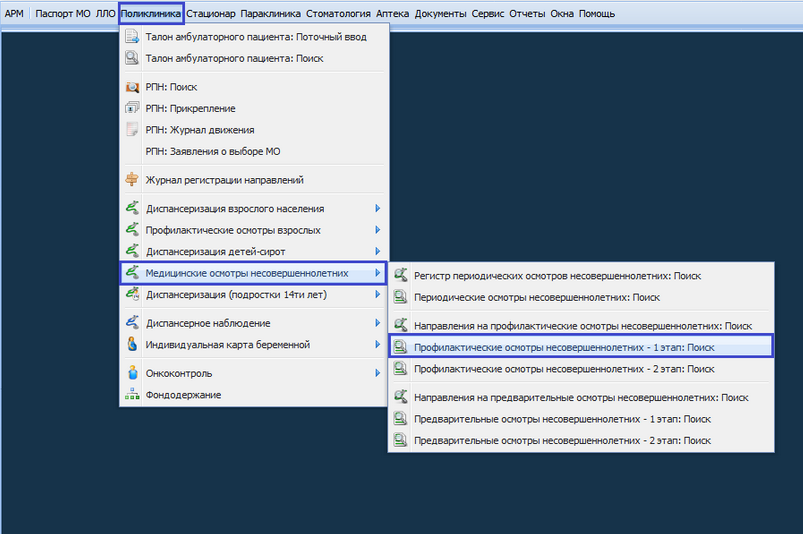 АРМ Паспорт МО ЛЛО Поликлиника Стационар Параклиника Стоматология Аптека Документы Сервис Отчеты Окна Помощь
Талон амбулаторного пациента: Поточный ввод
Талон амбулаторного пациента: Поиск
РПН: Поиск
РПН: Прикрепление
РПН: Журнал движения
РПН: Заявления о выборе МО
Журнал регистрации направлений
Диспансеризация взрослого населения
Профилактические осмотры взрослых
Диспансеризация детей-сирот
Медицинские осмотры несовершеннолетних
Диспансеризация (подростки 14ти лет)
Диспансерное наблюдение
Индивидуальная карта беременной
Онкоконтроль
Фондодержание
Регистр периодических осмотров несовершеннолетних: Поиск
Периодические осмотры несовершеннолетних: Поиск
Направления на профилактические осмотры несовершеннолетних: Поиск
Профилактические осмотры несовершеннолетних - 1 этап: Поиск
Профилактические осмотры несовершеннолетних - 2 этап: Поиск
Направления на предварительные осмотры несовершеннолетних: Поиск
Предварительные осмотры несовершеннолетних - 1 этап: Поиск
Предварительные осмотры несовершеннолетних - 2 этап: Поиск